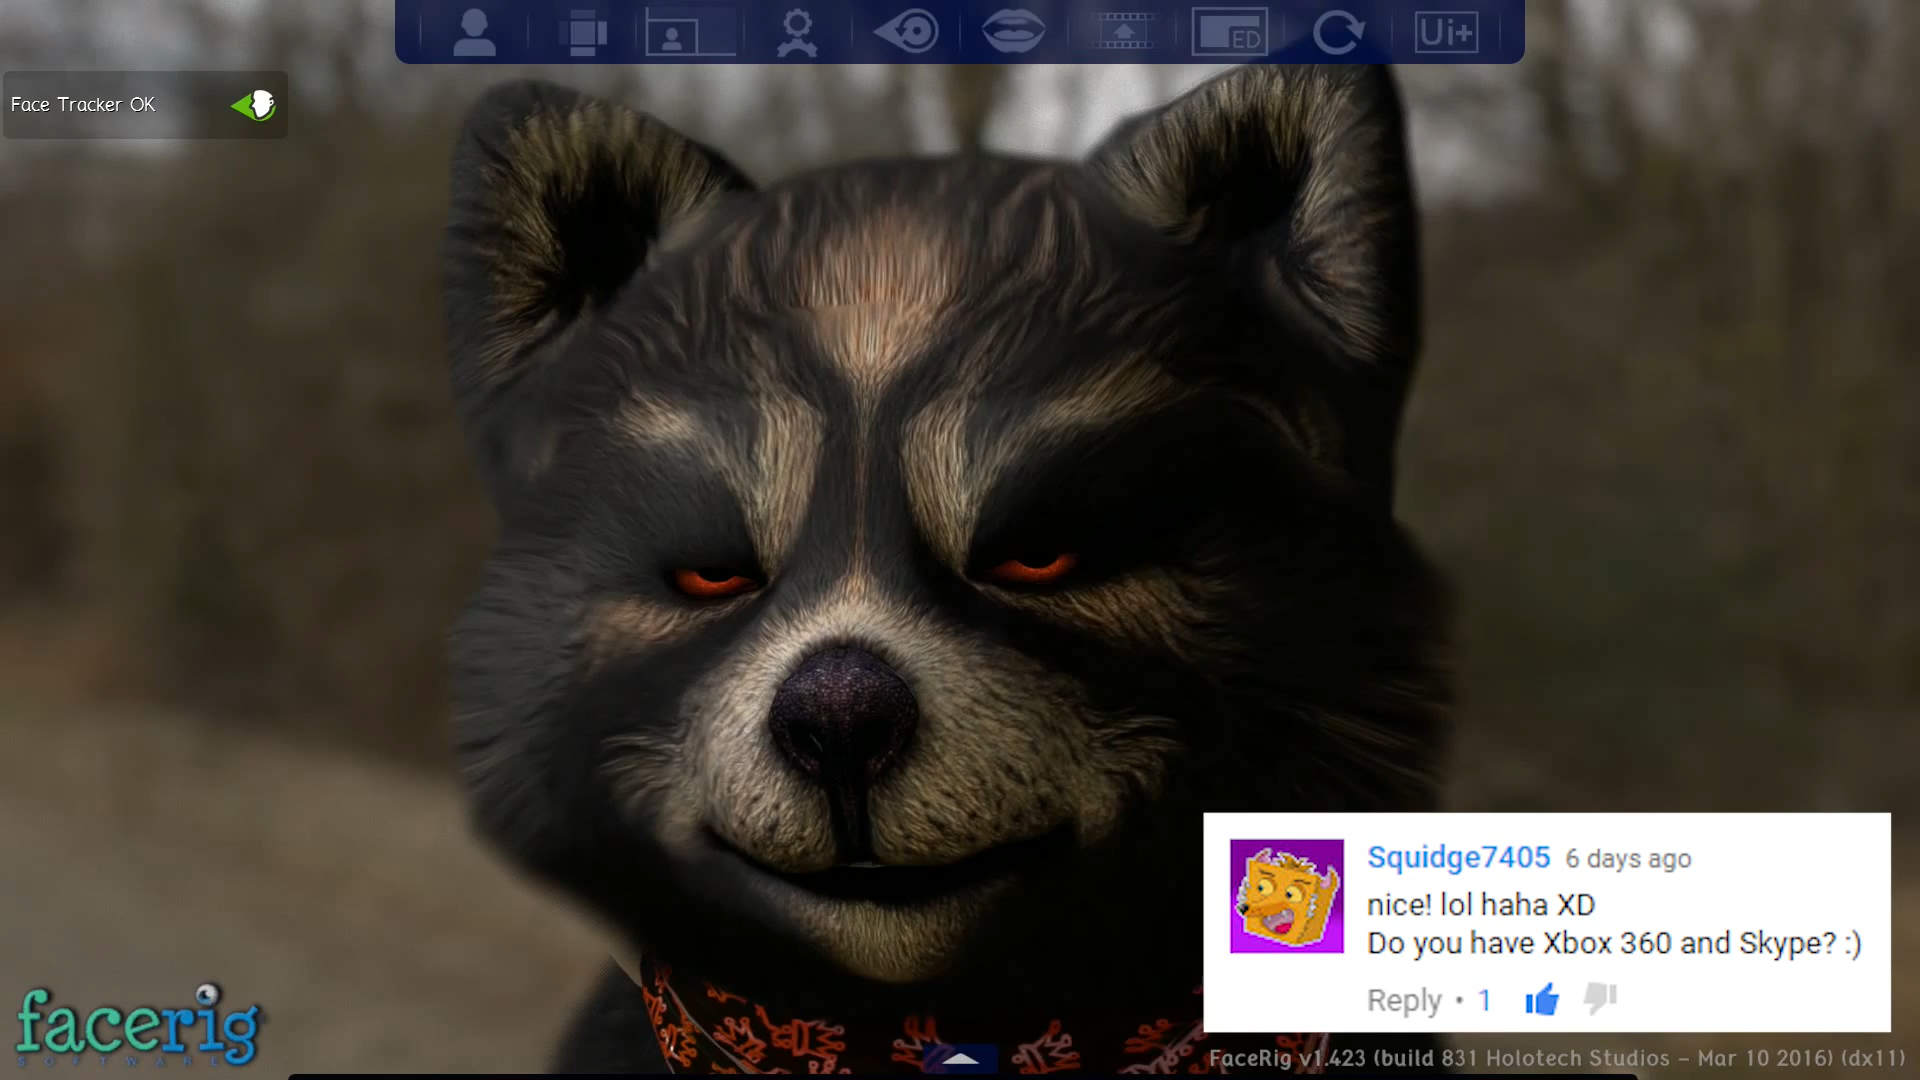 ED
Ui+
Face Tracker OK
Squidge7405 6 days ago
nice! lol haha XD
Do you have Xbox 360 and Skype? :)
Reply • 1
facerig
SOFTWARE
FaceRig v1.423 (build 831 Holotech Studios – Mar 10 2016) (dx11)